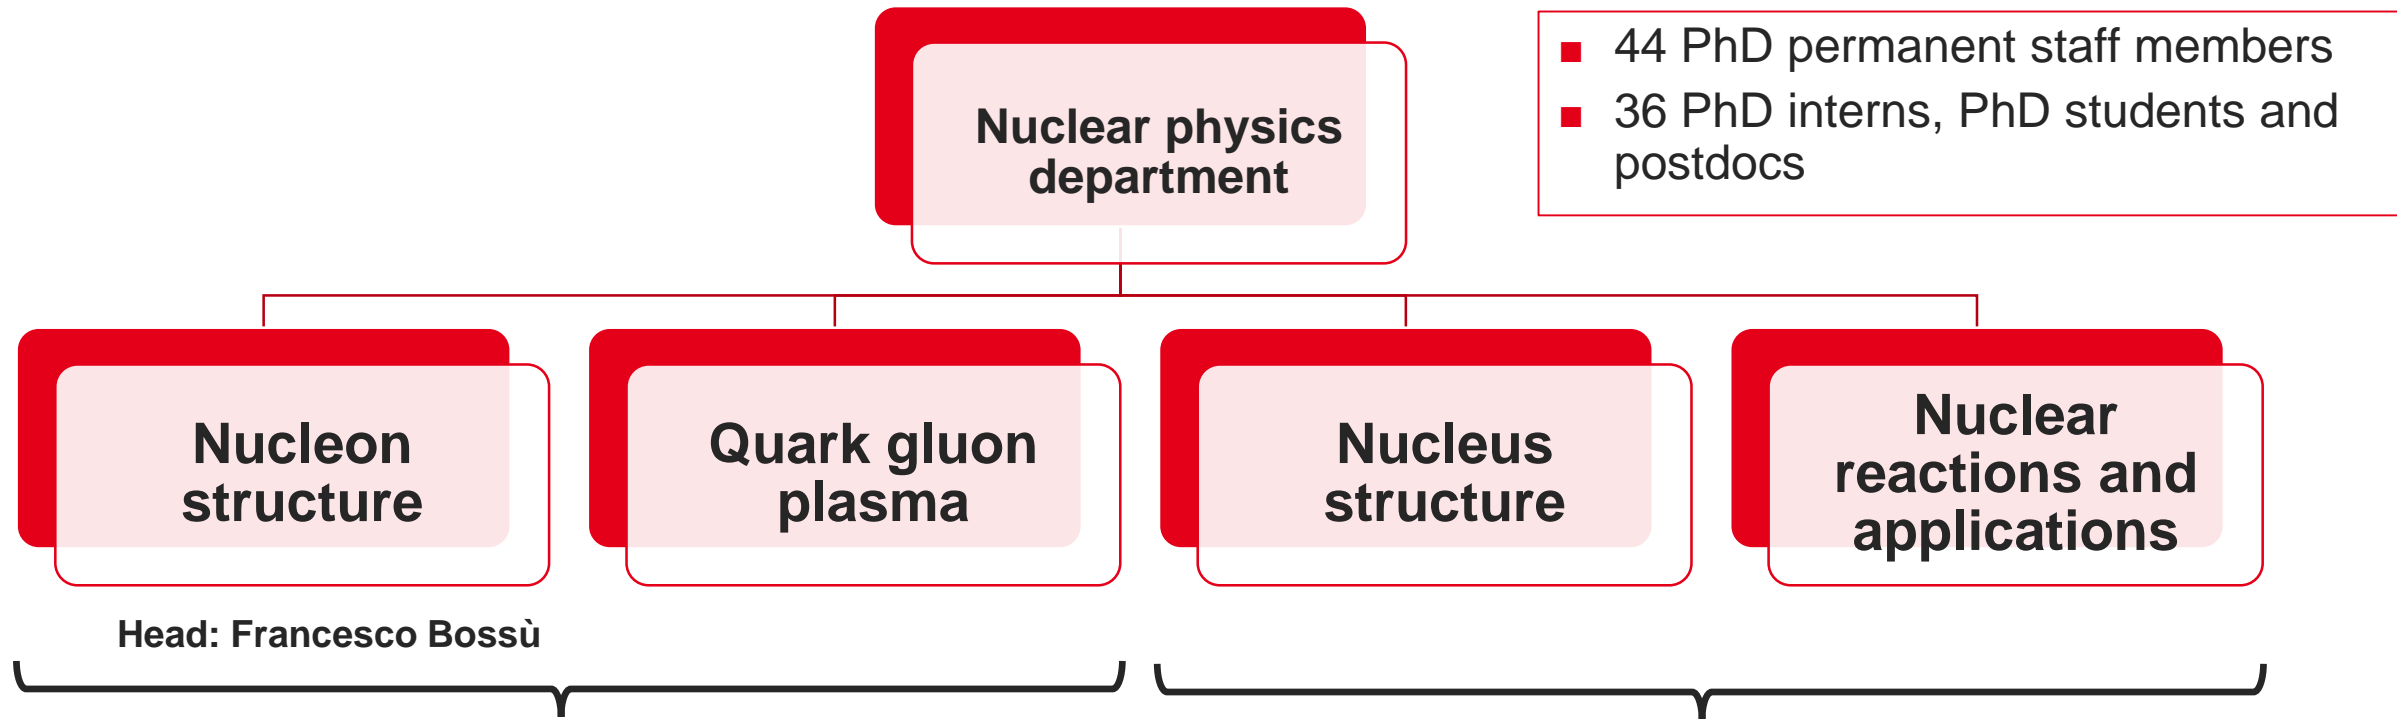 Nuclear physics
department
■ 44 PhD permanent staff members
■ 36 PhD interns, PhD students and
postdocs
Nucleon
structure
Quark gluon
plasma
Nucleus
structure
Nuclear
reactions and
applications
Head: Francesco Bossù